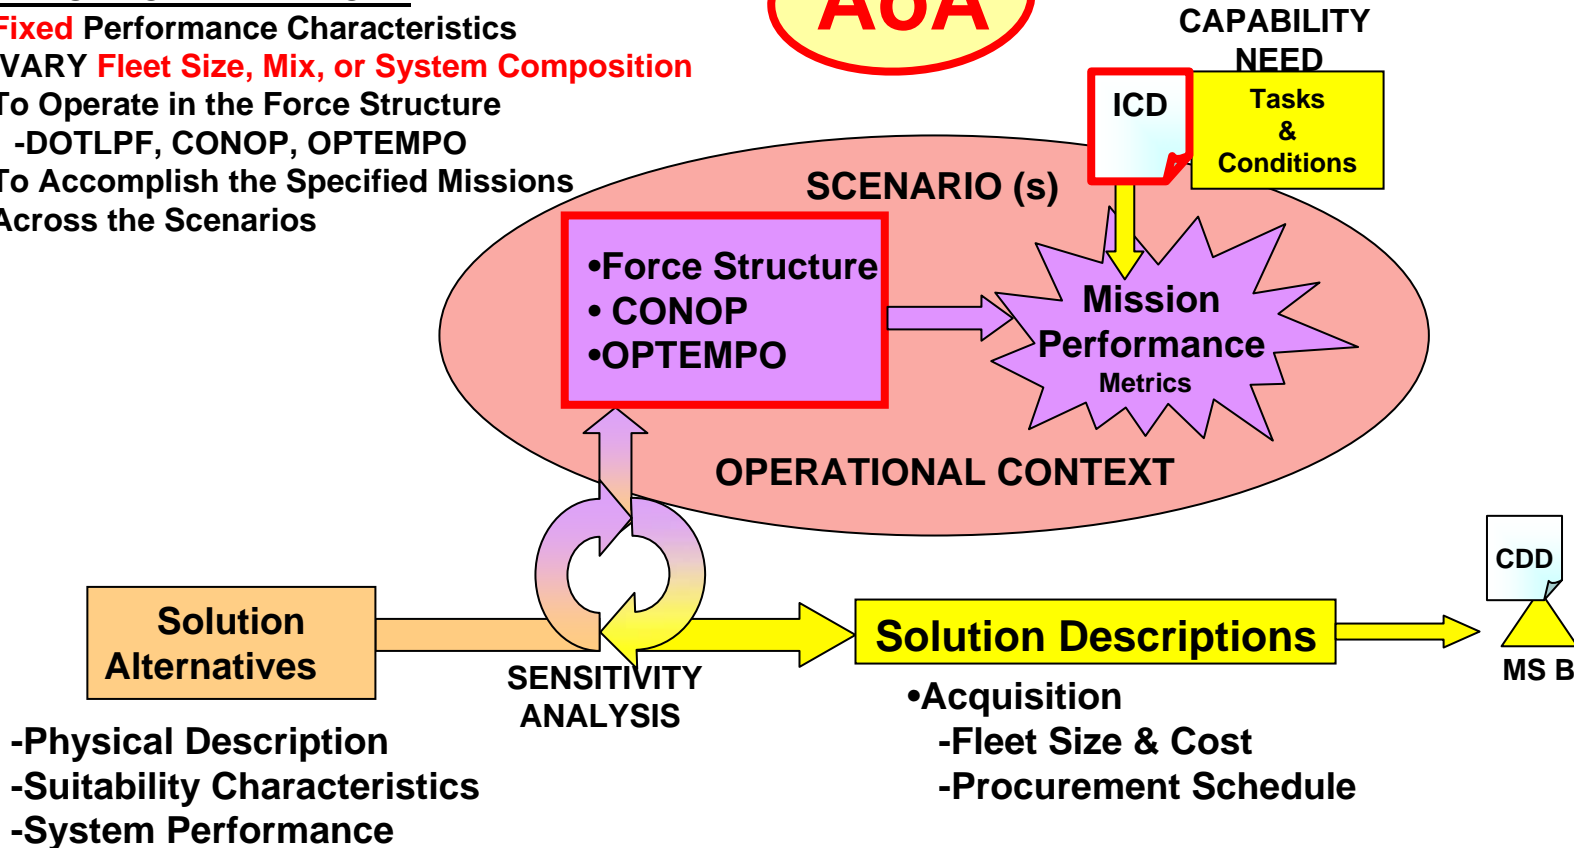 Fixed Performance Characteristics
VARY Fleet Size, Mix, or System Composition
To Operate in the Force Structure
-DOTLPF, CONOP, OPTEMPO
To Accomplish the Specified Missions
Across the Scenarios
AoA
CAPABILITY
NEED
ICD
Tasks
&
Conditions
SCENARIO (s)
•Force Structure
• CONOP
•OPTEMPO
Mission
Performance
Metrics
OPERATIONAL CONTEXT
CDD
MS B
Solution
Alternatives
SENSITIVITY
ANALYSIS
Solution Descriptions
-Physical Description
-Suitability Characteristics
-System Performance
•Acquisition
-Fleet Size & Cost
-Procurement Schedule